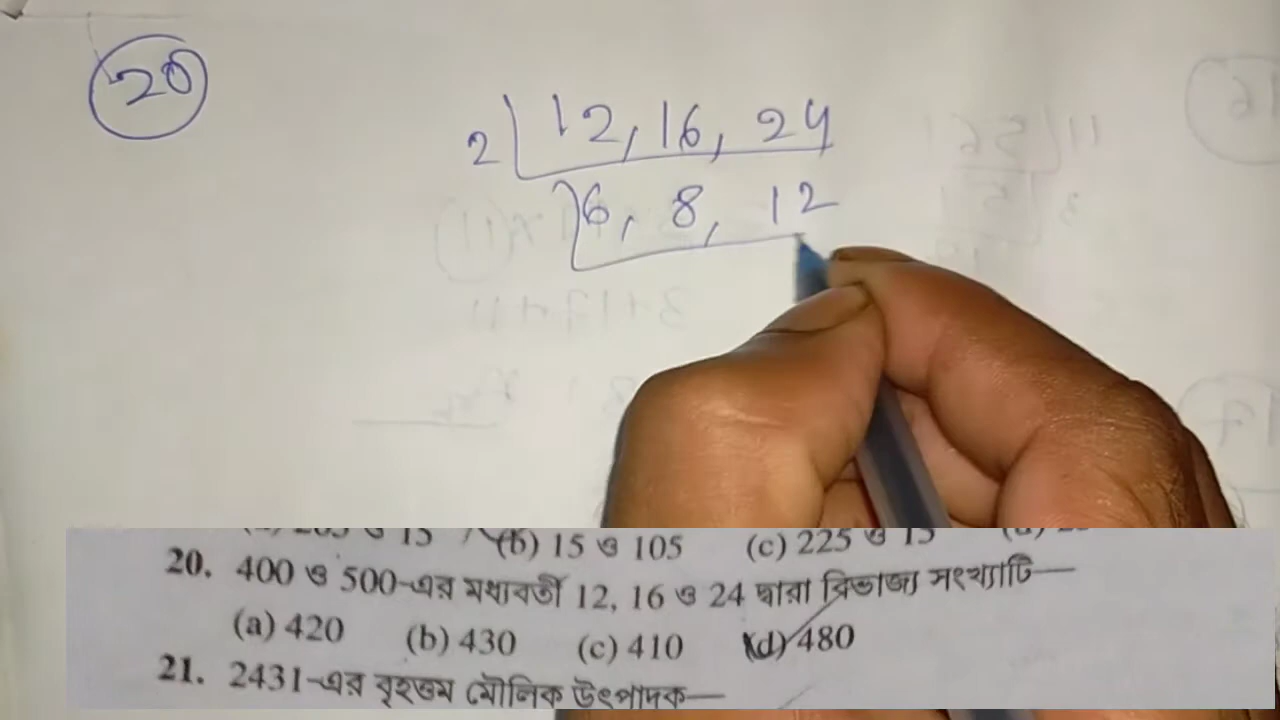 20
2 12, 16, 24
6, 8, 12
15 (b) 15 ও 105 (c) 225 ও 15
20. 400 ও 500-এর মধ্যবর্তী 12, 16 ও 24 দ্বারা বিভাজ্য সংখ্যাটি—
(a) 420 (b) 430 (c) 410 (d) 480
21. 2431-এর বৃহত্তম মৌলিক উৎপাদক—